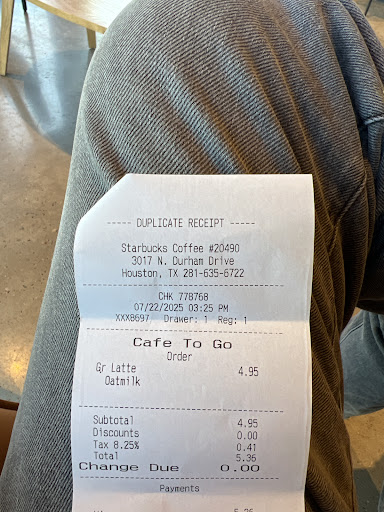 ----- DUPLICATE RECEIPT -----
Starbucks Coffee #20490
3017 N. Durham Drive
Houston, TX 281-635-6722
CHK 778768
07/22/2025 03:25 PM
XXX8697 Drawer: 1 Reg: 1
Cafe To Go
Order
Gr Latte 4.95
Oatmilk
Subtotal 4.95
Discounts 0.00
Tax 8.25% 0.41
Total 5.36
Change Due 0.00
Payments